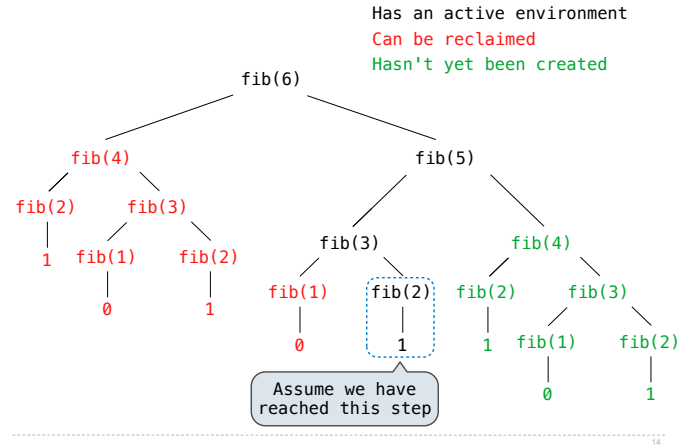 Has an active environment
Can be reclaimed
Hasn't yet been created
fib(6)
fib(4) fib(5)
fib(2) fib(3)
fib(3) fib(4)
1 fib(1) fib(2)
fib(1) fib(2) fib(2) fib(3)
0 1
0 1 1 fib(1) fib(2)
0 1
Assume we have
reached this step
14